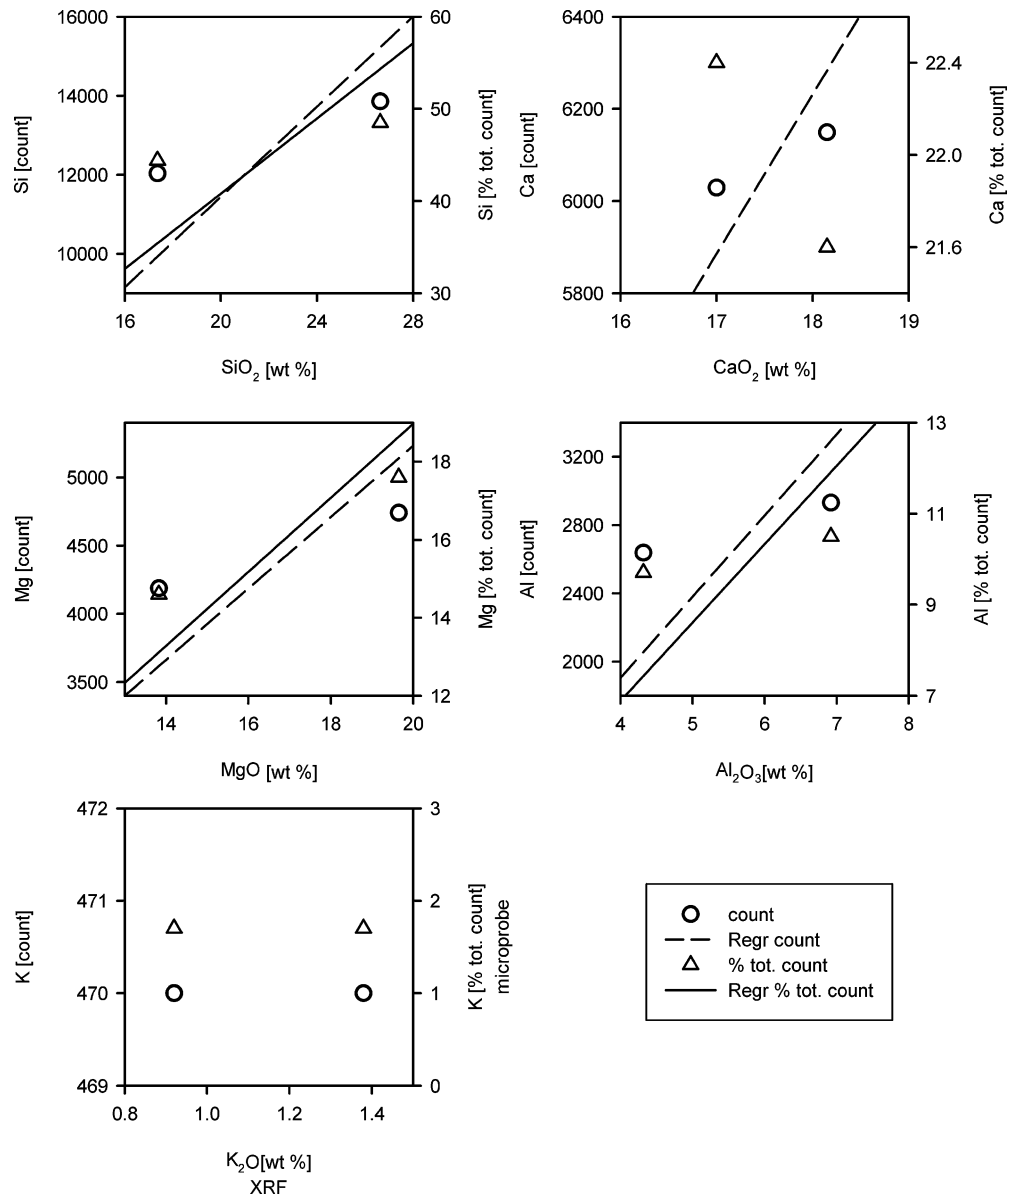 16000
14000
12000
10000
Si [count]
60
50
40
30
Si [% tot. count]
16 20 24 28
SiO2 [wt %]
6400
6200
6000
5800
Ca [count]
22.4
22.0
21.6
Ca [% tot. count]
16 17 18 19
CaO2 [wt %]
5000
4500
4000
3500
Mg [count]
18
16
14
12
Mg [% tot. count]
14 16 18 20
MgO [wt %]
3200
2800
2400
2000
Al [count]
13
11
9
7
Al [% tot. count]
4 5 6 7 8
Al2O3[wt %]
472
471
470
469
K [count]
3
2
1
0
K [% tot. count]
microprobe
0.8 1.0 1.2 1.4
K2O[wt %]
XRF
count
Regr count
% tot. count
Regr % tot. count